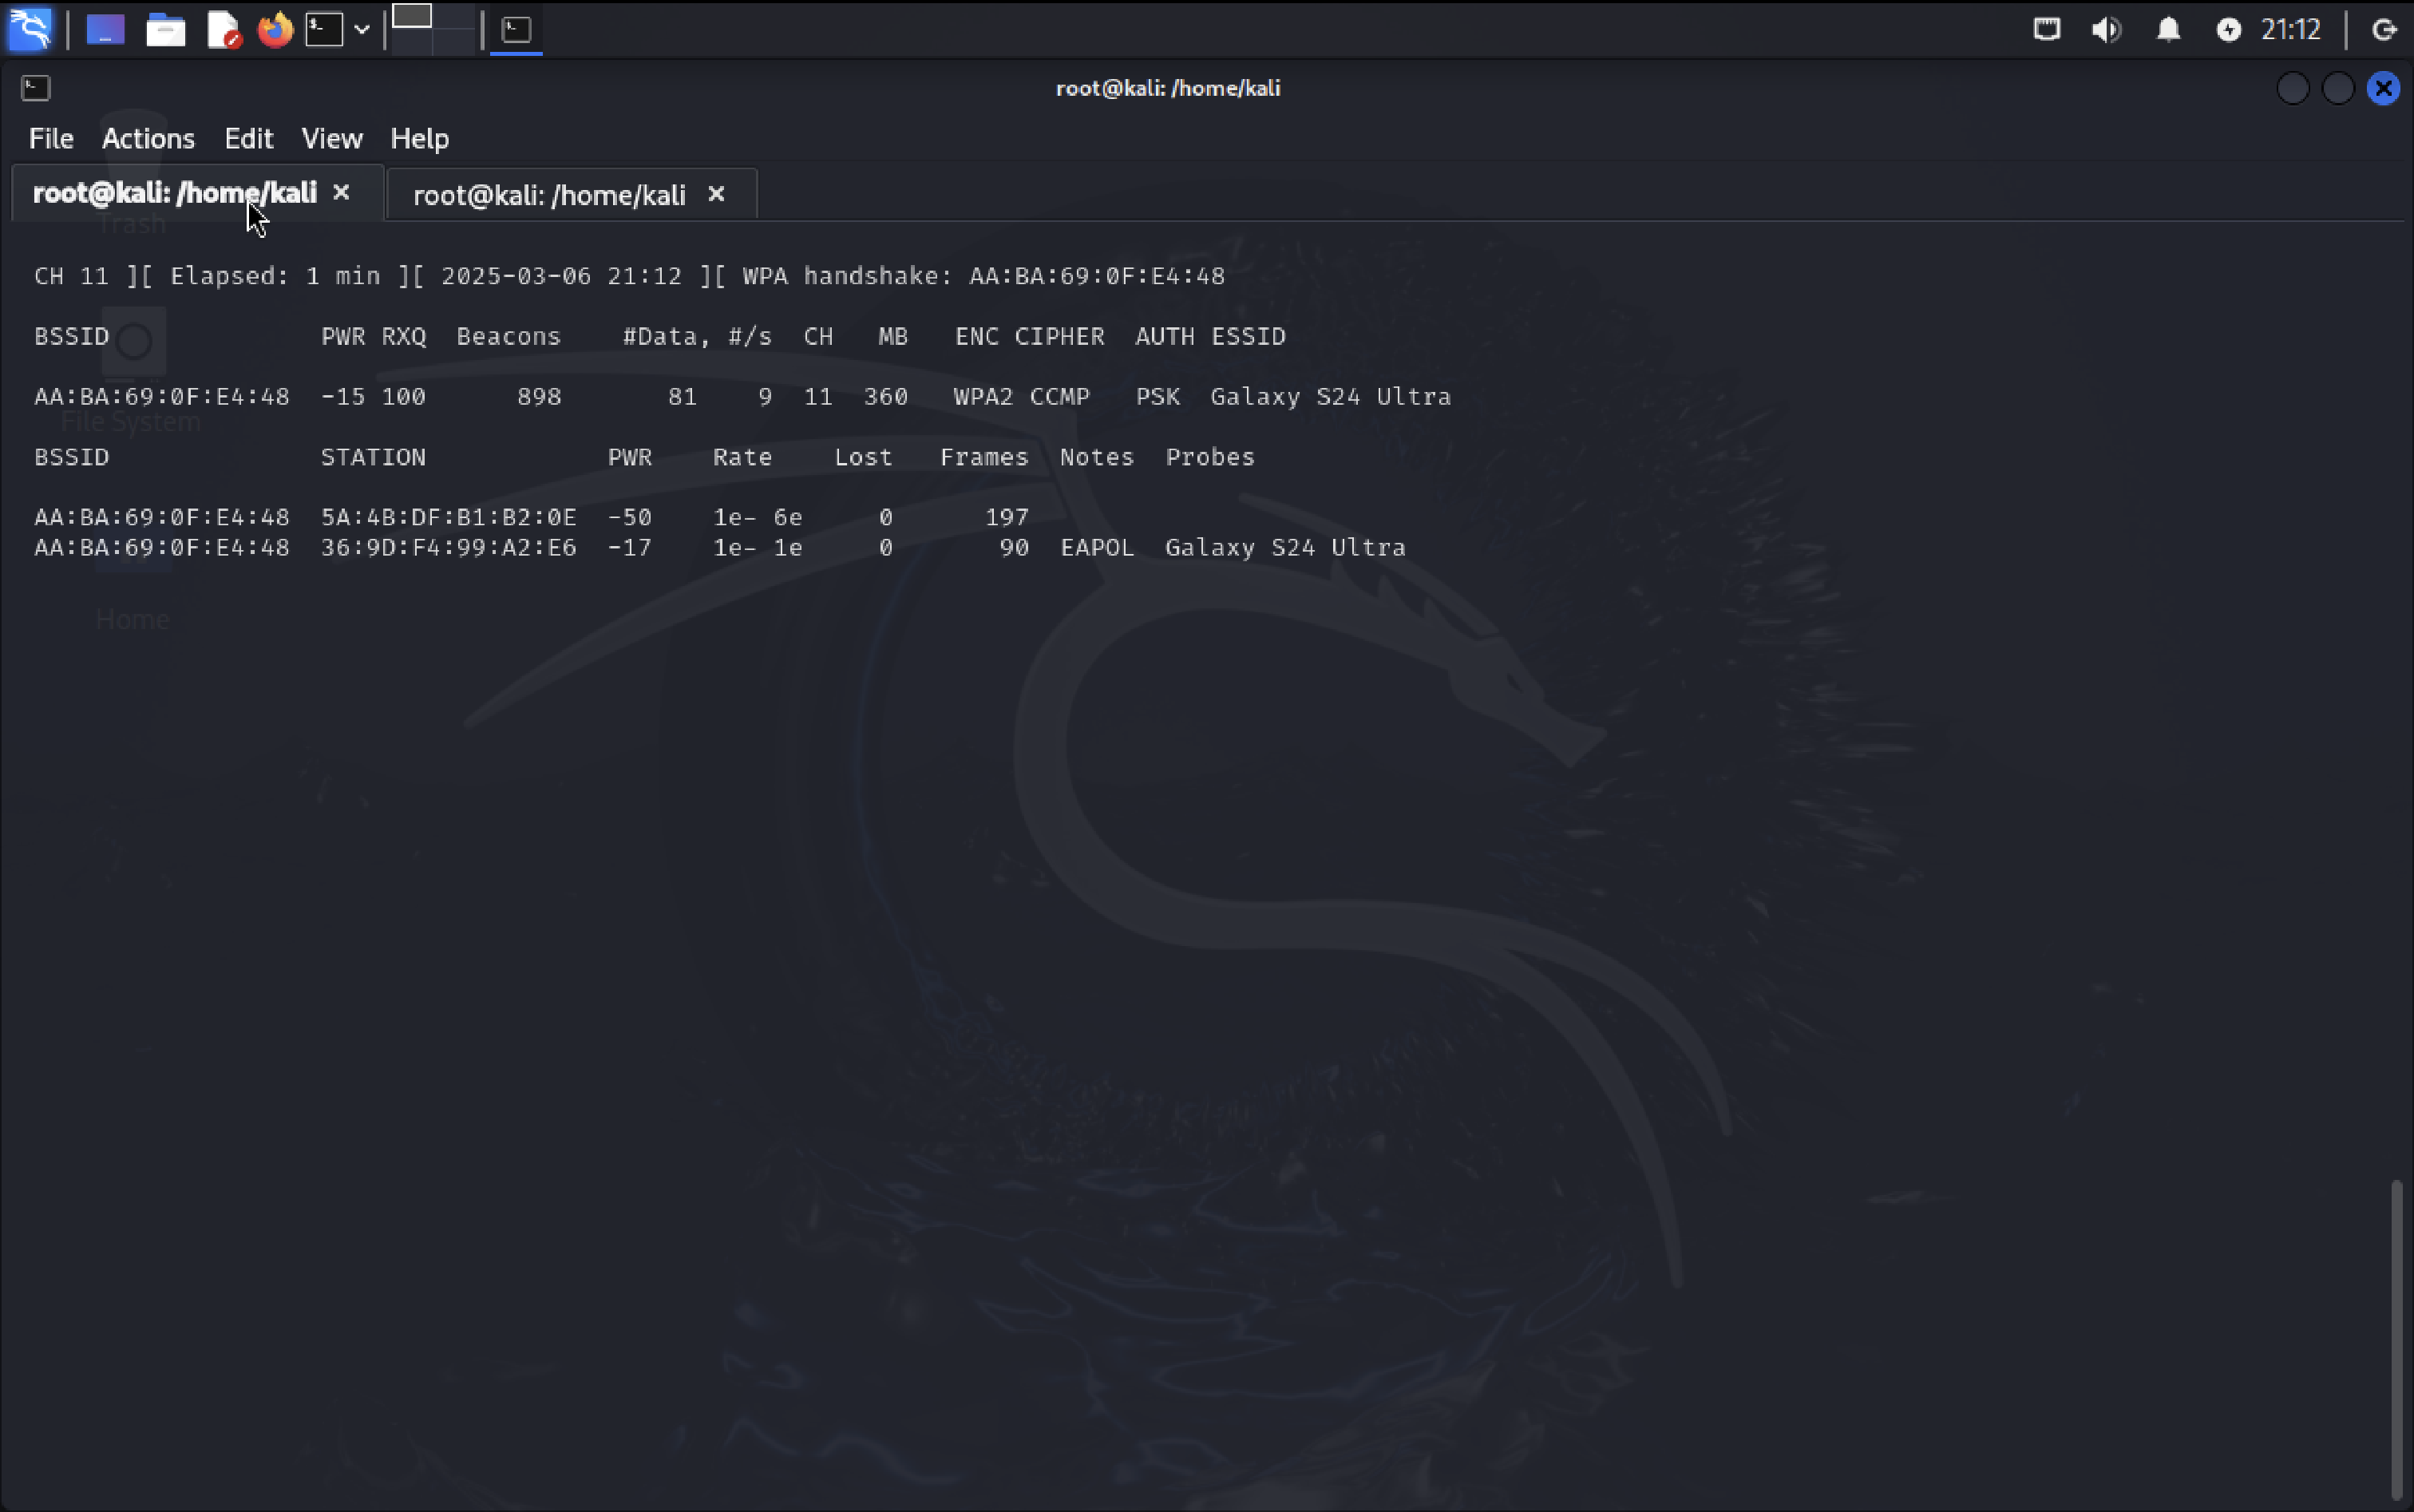 21:12
root@kali: /home/kali
File Actions Edit View Help
root@kali: /home/kali × root@kali: /home/kali ×
Trash
CH 11 ][ Elapsed: 1 min ][ 2025-03-06 21:12 ][ WPA handshake: AA:BA:69:0F:E4:48
BSSID PWR RXQ Beacons #Data, #/s CH MB ENC CIPHER AUTH ESSID
AA:BA:69:0F:E4:48 -15 100 898 81 9 11 360 WPA2 CCMP PSK Galaxy S24 Ultra
File System
BSSID STATION PWR Rate Lost Frames Notes Probes
AA:BA:69:0F:E4:48 5A:4B:DF:B1:B2:0E -50 1e- 6e 0 197
AA:BA:69:0F:E4:48 36:9D:F4:99:A2:E6 -17 1e- 1e 0 90 EAPOL Galaxy S24 Ultra
Home